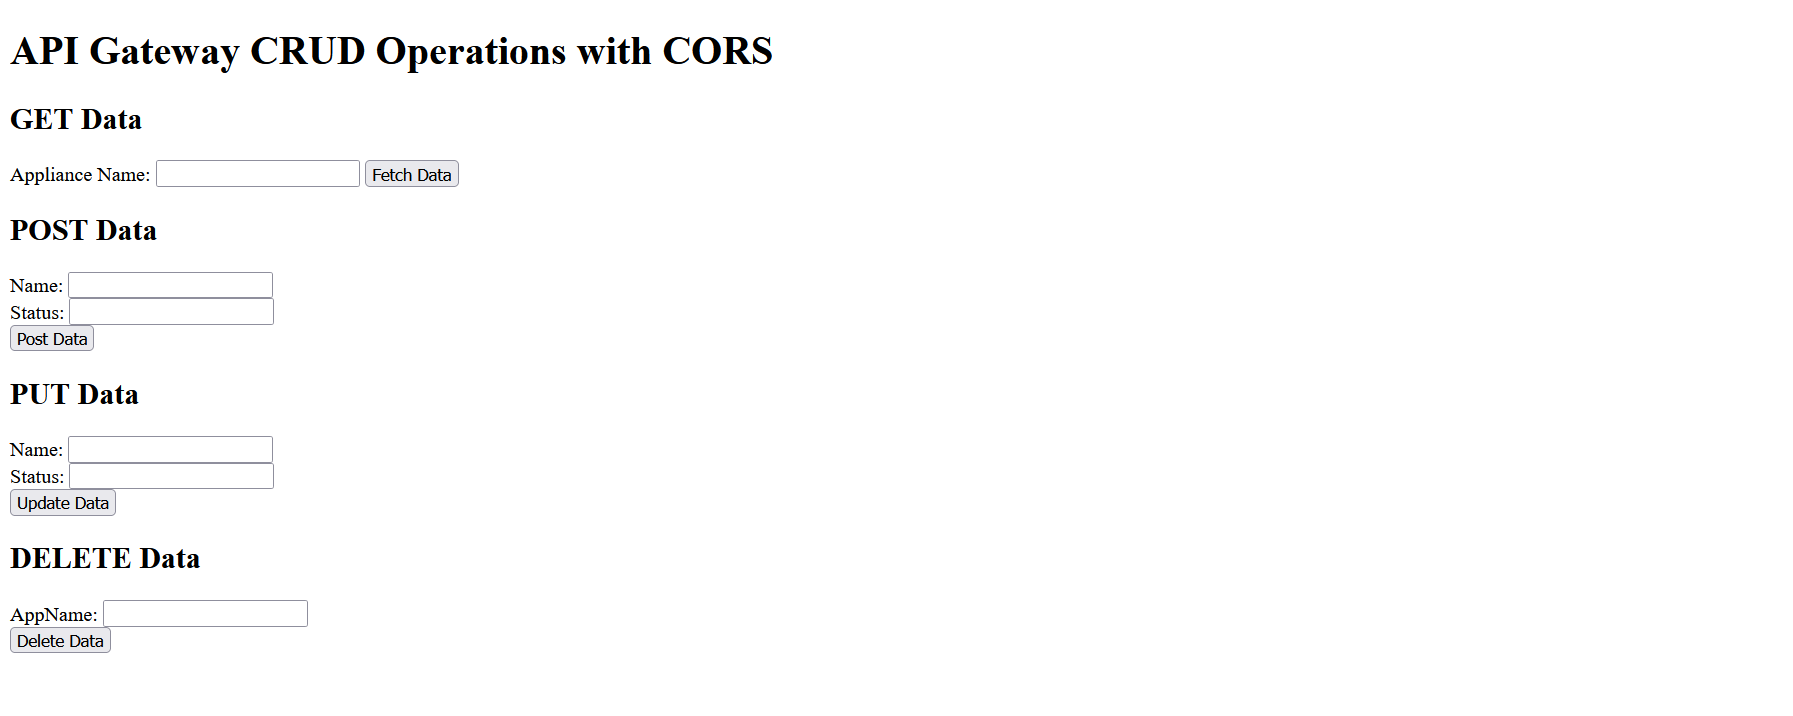 API Gateway CRUD Operations with CORS
GET Data
Appliance Name: Fetch Data
POST Data
Name:
Status:
Post Data
PUT Data
Name:
Status:
Update Data
DELETE Data
AppName:
Delete Data